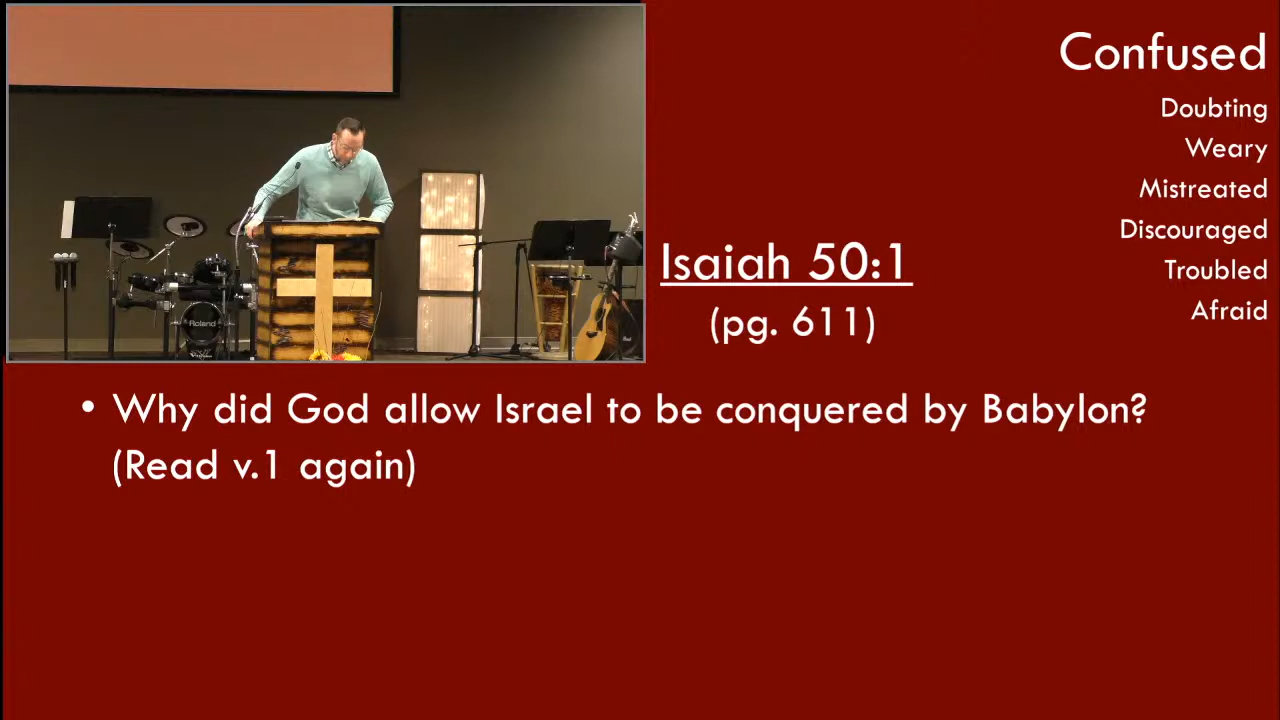 Confused
Doubting
Weary
Mistreated
Discouraged
Troubled
Afraid
Isaiah 50:1
(pg. 611)
Roland
• Why did God allow Israel to be conquered by Babylon?
(Read v.1 again)